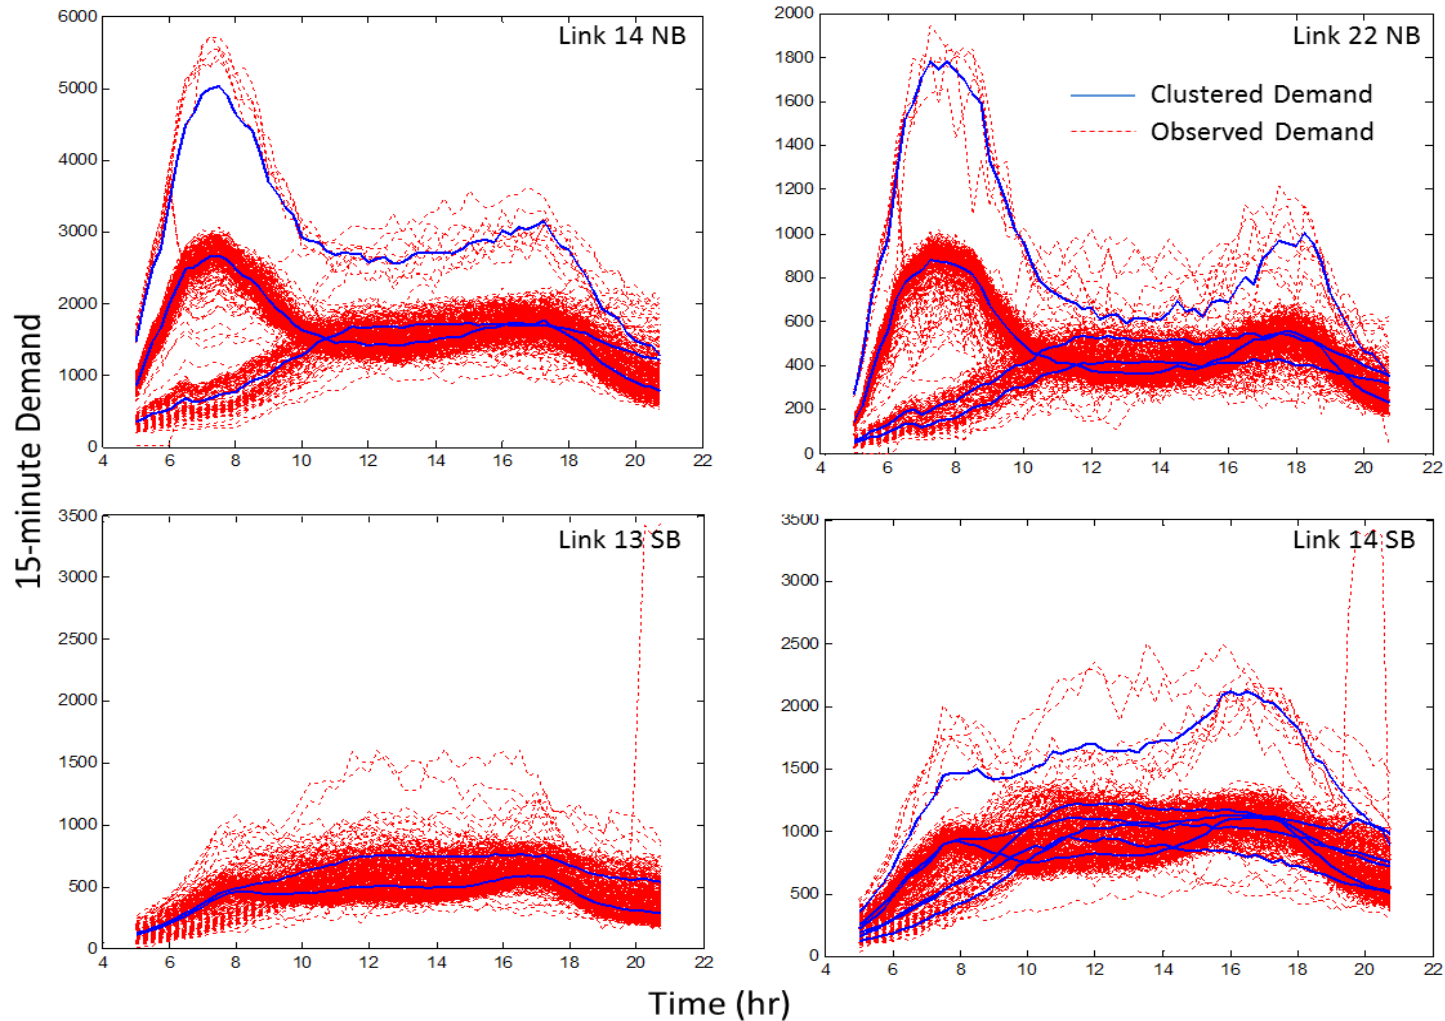 15-minute Demand
Link 14 NB
6000
5000
4000
3000
2000
1000
0
4 6 8 10 12 14 16 18 20 22
Link 22 NB
Clustered Demand
Observed Demand
2000
1800
1600
1400
1200
1000
800
600
400
200
0
4 6 8 10 12 14 16 18 20 22
Link 13 SB
3500
3000
2500
2000
1500
1000
500
0
4 6 8 10 12 14 16 18 20 22
Link 14 SB
3500
3000
2500
2000
1500
1000
500
0
4 6 8 10 12 14 16 18 20 22
Time (hr)